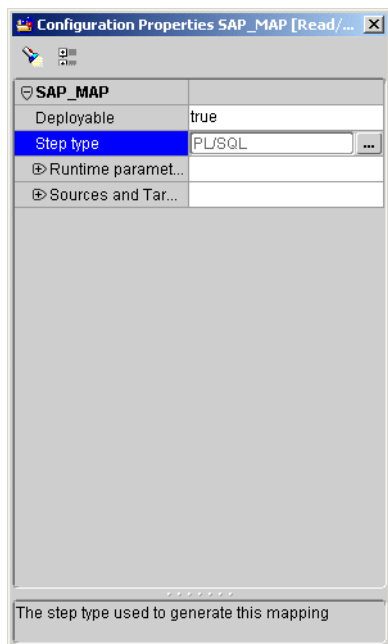 Configuration Properties SAP_MAP [Read/...
SAP_MAP
Deployable true
Step type PL/SQL ...
Runtime paramet...
Sources and Tar...
The step type used to generate this mapping